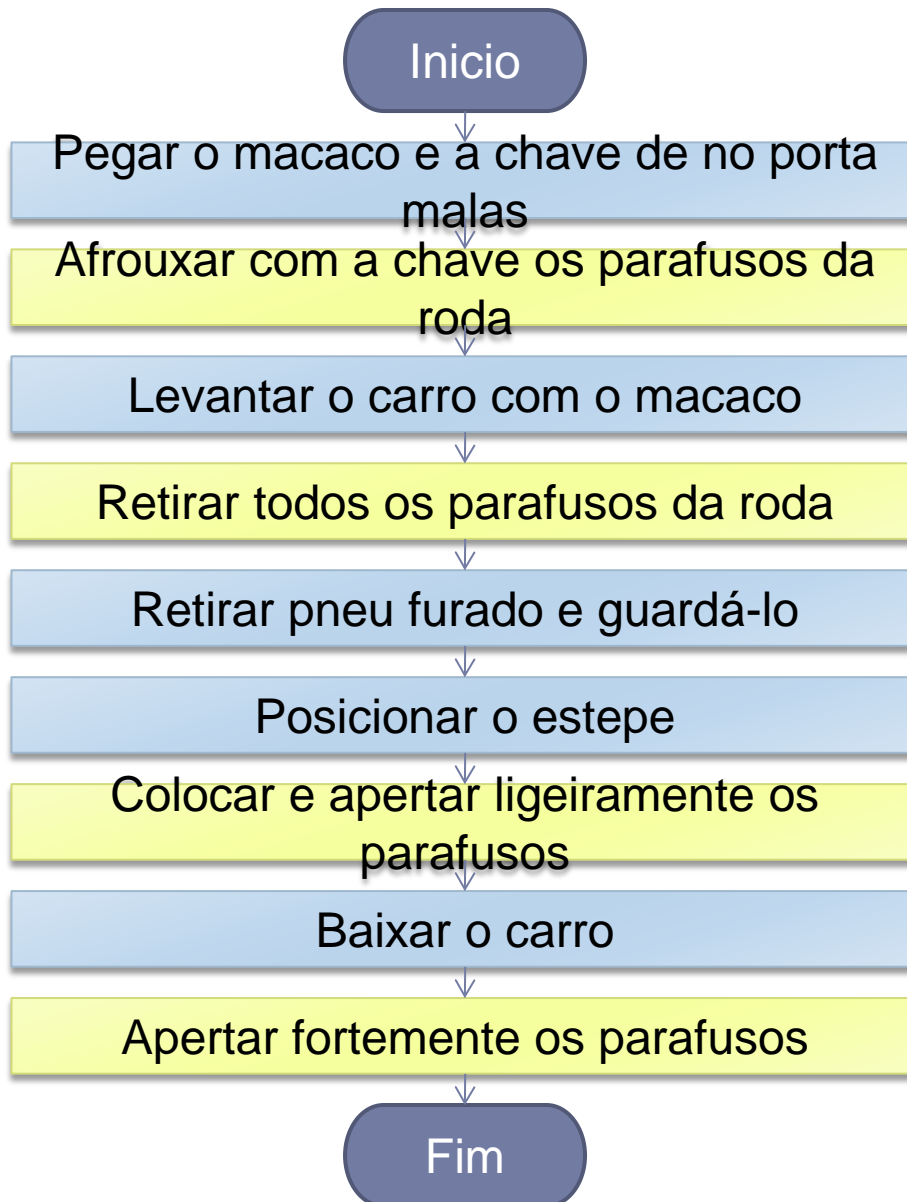 Inicio
Pegar o macaco e a chave de no porta
malas
Afrouxar com a chave os parafusos da
roda
Levantar o carro com o macaco
Retirar todos os parafusos da roda
Retirar pneu furado e guardá-lo
Posicionar o estepe
Colocar e apertar ligeiramente os
parafusos
Baixar o carro
Apertar fortemente os parafusos
Fim